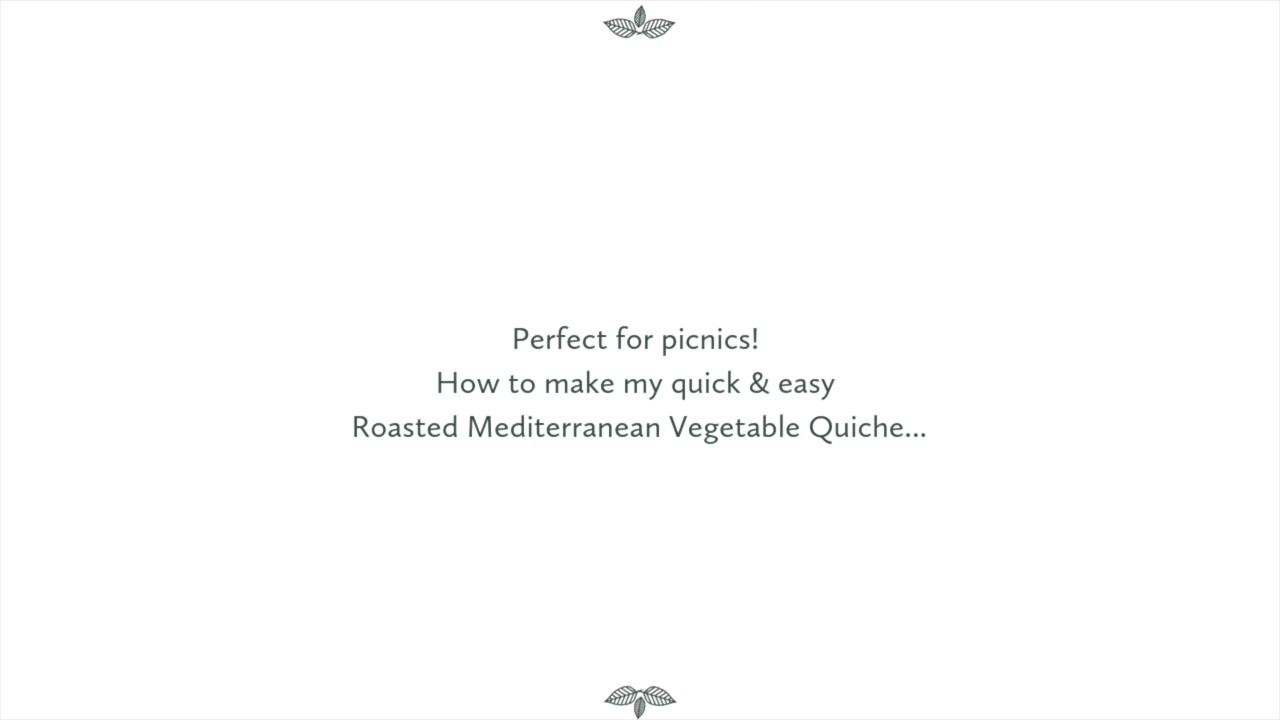 Perfect for picnics!
How to make my quick & easy
Roasted Mediterranean Vegetable Quiche...